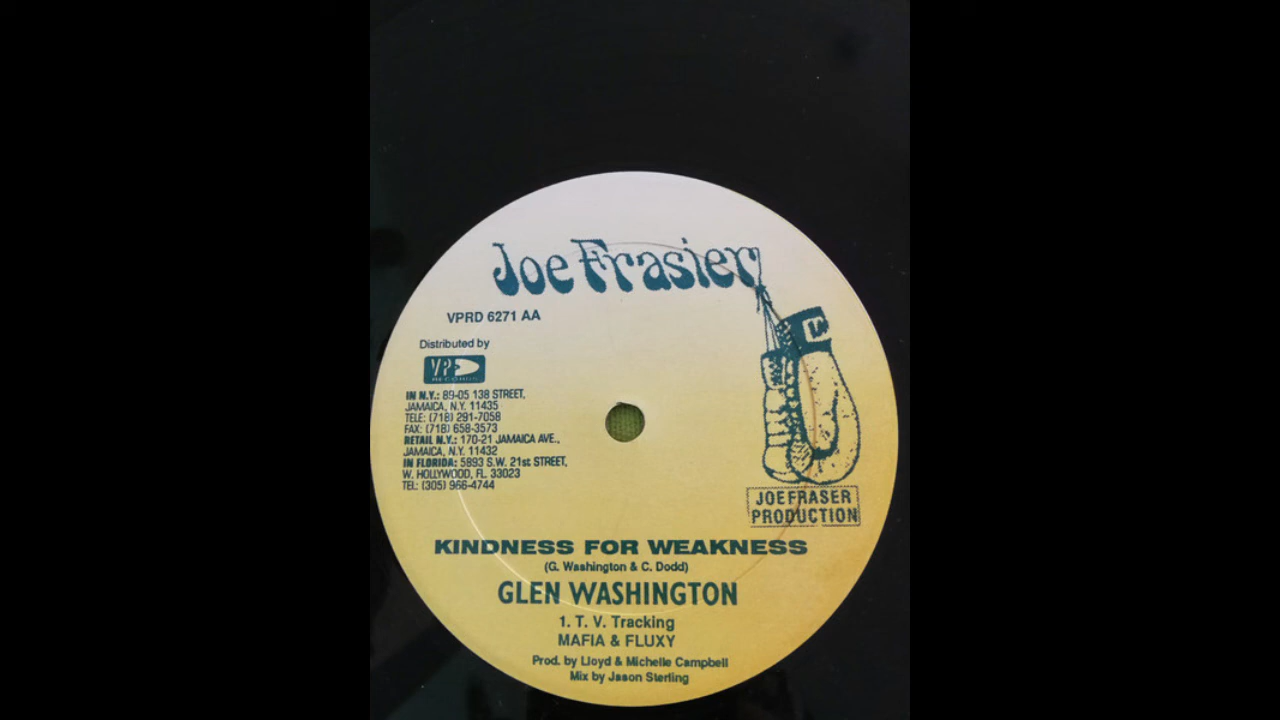 Joe Frasier
VPRD 6271 AA
Distributed by
VP
RECORDS
IN N.Y.: 89-05 138 STREET,
JAMAICA, N.Y. 11435
TELE: (718) 291-7058
FAX: (718) 658-3573
RETAIL N.Y.: 170-21 JAMAICA AVE.,
JAMAICA, N.Y. 11432
IN FLORIDA: 5893 S.W. 21st STREET,
W. HOLLYWOOD, FL. 33023
TEL: (305) 966-4744
JOE FRASER
PRODUCTION
KINDNESS FOR WEAKNESS
(G. Washington & C. Dodd)
GLEN WASHINGTON
1. T. V. Tracking
MAFIA & FLUXY
Prod. by Lloyd & Michelle Campbell
Mix by Jason Sterling